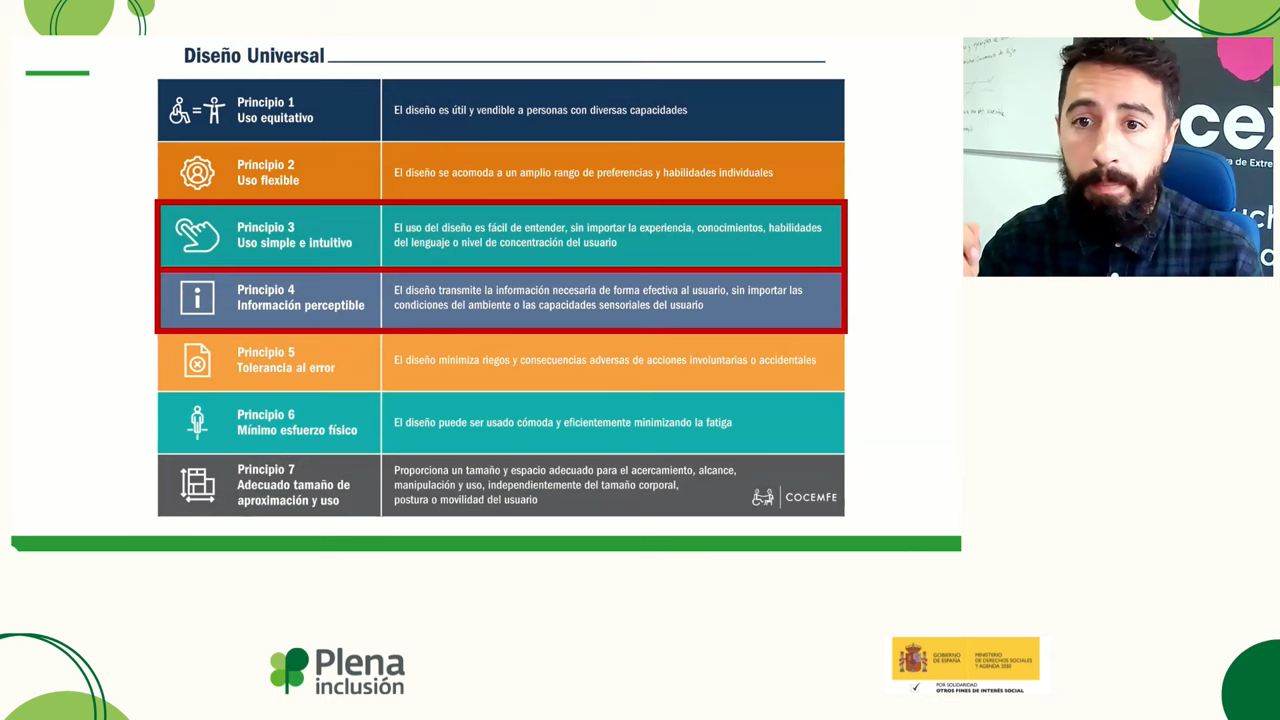 Diseño Universal
Principio 1
Uso equitativo
El diseño es útil y vendible a personas con diversas capacidades
Principio 2
Uso flexible
El diseño se acomoda a un amplio rango de preferencias y habilidades individuales
Principio 3
Uso simple e intuitivo
El uso del diseño es fácil de entender, sin importar la experiencia, conocimientos, habilidades
del lenguaje o nivel de concentración del usuario
Principio 4
Información perceptible
El diseño transmite la información necesaria de forma efectiva al usuario, sin importar las
condiciones del ambiente o las capacidades sensoriales del usuario
Principio 5
Tolerancia al error
El diseño minimiza riegos y consecuencias adversas de acciones involuntarias o accidentales
Principio 6
Mínimo esfuerzo físico
El diseño puede ser usado cómoda y eficientemente minimizando la fatiga
Principio 7
Adecuado tamaño de
aproximación y uso
Proporciona un tamaño y espacio adecuado para el acercamiento, alcance,
manipulación y uso, independientemente del tamaño corporal,
postura o movilidad del usuario
COCEMFE
cex
a de Extre
uch
Plena
inclusión
GOBIERNO
DE ESPAÑA
MINISTERIO
DE DERECHOS SOCIALES
Y AGENDA 2030
POR SOLIDARIDAD
OTROS FINES DE INTERÉS SOCIAL